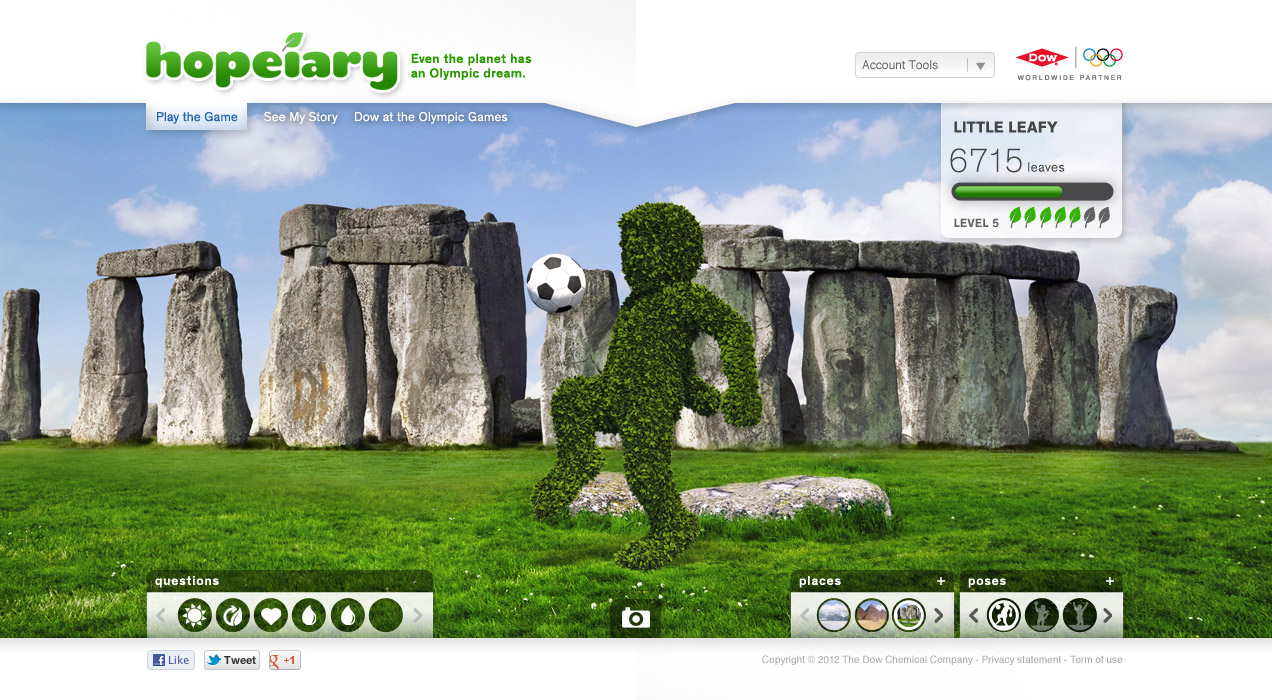 hopeiary
Even the planet has
an Olympic dream.
Account Tools
DOW
WORLDWIDE PARTNER
Play the Game
See My Story
Dow at the Olympic Games
LITTLE LEAFY
6715 leaves
LEVEL 5
questions
places +
poses +
Like
Tweet
g +1
Copyright © 2012 The Dow Chemical Company - Privacy statement - Term of use